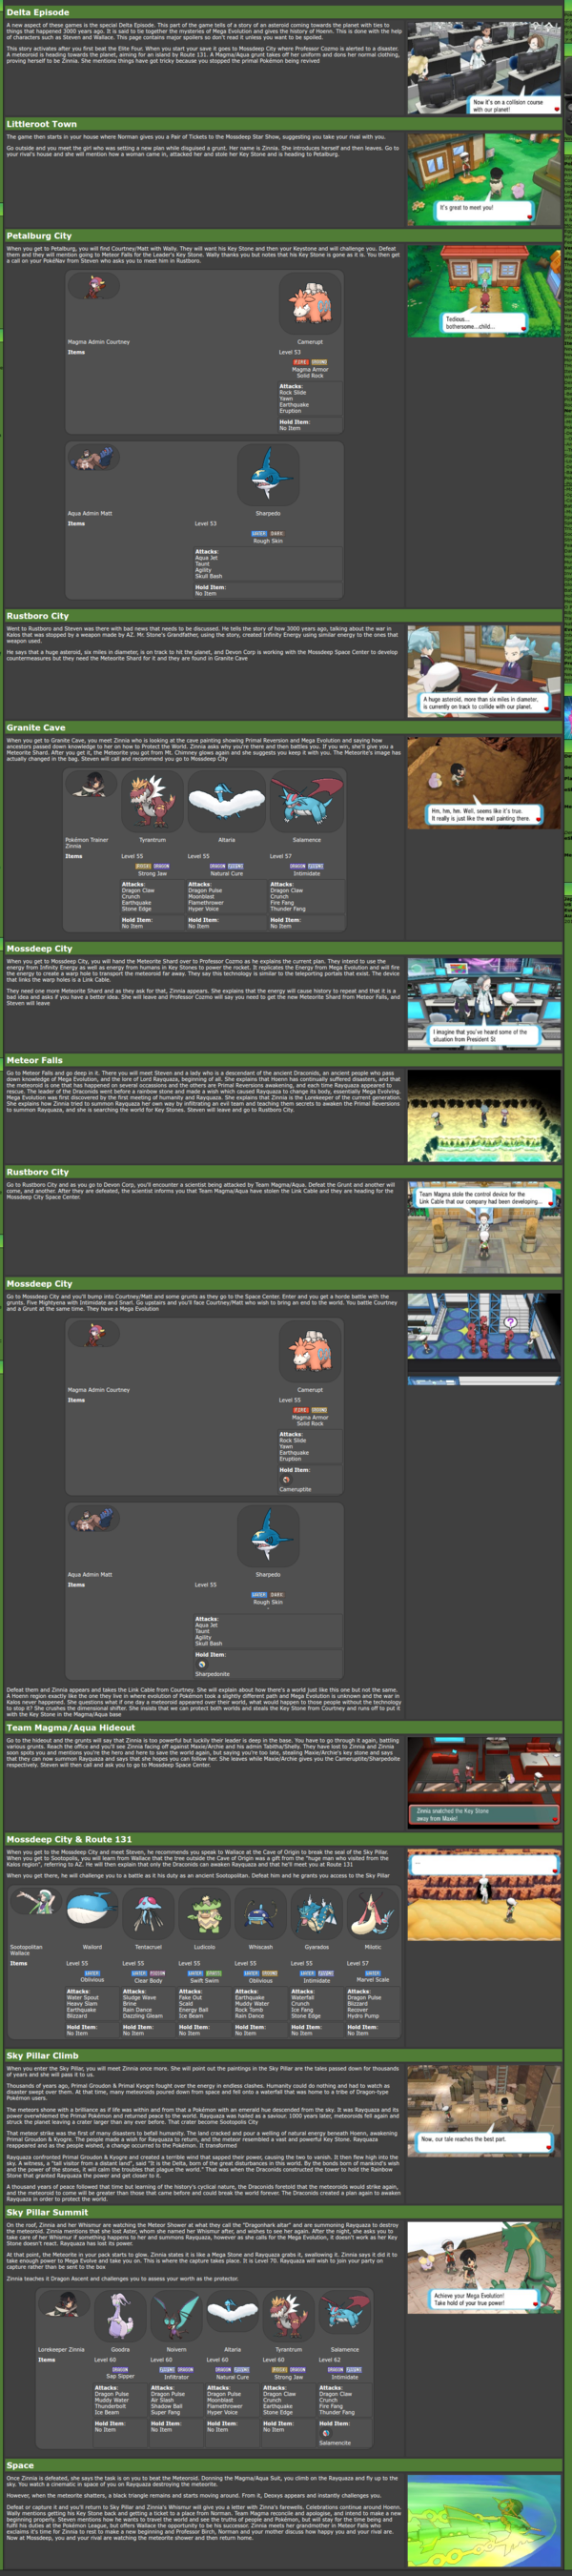 Delta Episode
A new aspect of these games is the special Delta Episode. This part of the game tells of a story of an asteroid coming towards the planet with ties to
things that happened 3000 years ago. It is said to tie together the mysteries of Mega Evolution and gives the history of Hoenn. This is done with the help
of characters such as Steven and Wallace. This page contains major spoilers so don't read it unless you want to be spoiled.
This story activates after you first beat the Elite Four. When you start your save it goes to Mossdeep City where Professor Cozmo is alerted to a disaster.
A meteoroid is heading towards the planet, aiming for an island by Route 131. A Magma/Aqua grunt takes off her uniform and dons her normal clothing,
proving herself to be Zinnia. She mentions things have got tricky because you stopped the primal Pokémon being revived
Now it's on a collision course
with our planet!
Littleroot Town
The game then starts in your house where Norman gives you a Pair of Tickets to the Mossdeep Star Show, suggesting you take your rival with you.
Go outside and you meet the girl who was setting a new plan while disguised a grunt. Her name is Zinnia. She introduces herself and then leaves. Go to
your rival's house and she will mention how a woman came in, attacked her and stole her Key Stone and is heading to Petalburg.
It's great to meet you!
Petalburg City
When you get to Petalburg, you will find Courtney/Matt with Wally. They will want his Key Stone and then your Keystone and will challenge you. Defeat
them and they will mention going to Meteor Falls for the Leader's Key Stone. Wally thanks you but notes that his Key Stone is gone as it is. You then get
a call on your PokéNav from Steven who asks you to meet him in Rustboro.
Tedious...
bothersome...child...
Magma Admin Courtney
Camerupt
Items
Level 53
Magma Armor
Solid Rock
Attacks:
Rock Slide
Yawn
Earthquake
Eruption
Hold Item:
No Item
Aqua Admin Matt
Sharpedo
Items
Level 53
Rough Skin
Attacks:
Aqua Jet
Taunt
Agility
Skull Bash
Hold Item:
No Item
Rustboro City
Went to Rustboro and Steven was there with bad news that needs to be discussed. He tells the story of how 3000 years ago, talking about the war in
Kalos that was stopped by a weapon made by AZ. Mr. Stone's Grandfather, using the story, created Infinity Energy using similar energy to the ones that
weapon used.
He says that a huge asteroid, six miles in diameter, is on track to hit the planet, and Devon Corp is working with the Mossdeep Space Center to develop
countermeasures but they need the Meteorite Shard for it and they are found in Granite Cave
A huge asteroid, more than six miles in diameter,
is currently on track to collide with our planet.
Granite Cave
When you get to Granite Cave, you meet Zinnia who is looking at the cave painting showing Primal Reversion and Mega Evolution and saying how
ancestors passed down knowledge to her on how to Protect the World. Zinnia asks why you're there and then battles you. If you win, she'll give you a
Meteorite Shard. After you get it, the Meteorite you got from Mt. Chimney glows again and she suggests you keep it with you. The Meteorite's image has
actually changed in the bag. Steven will call and recommend you go to Mossdeep City
Hm, hm, hm. Well, seems like it's true.
It really is just like the wall painting there.
Pokémon Trainer
Zinnia
Tyrantrum
Altaria
Salamence
Items
Level 55
Level 55
Level 57
Strong Jaw
Natural Cure
Intimidate
Attacks:
Dragon Claw
Crunch
Earthquake
Stone Edge
Attacks:
Dragon Pulse
Moonblast
Flamethrower
Hyper Voice
Attacks:
Dragon Claw
Crunch
Fire Fang
Thunder Fang
Hold Item:
No Item
Hold Item:
No Item
Hold Item:
No Item
Mossdeep City
When you get to Mossdeep City, you will hand the Meteorite Shard over to Professor Cozmo as he explains the current plan. They intend to use the
energy from Infinity Energy as well as energy from humans in Key Stones to power the rocket. It replicates the Energy from Mega Evolution and will fire
the energy to create a warp hole to transport the meteoroid far away. They say this technology is similar to the teleporting portals that exist. The device
that links the warp holes is a Link Cable.
They need one more Meteorite Shard and as they ask for that, Zinnia appears. She explains that the energy will cause history to repeat and that it is a
bad idea and asks if you have a better idea. She will leave and Professor Cozmo will say you need to get the new Meteorite Shard from Meteor Falls, and
Steven will leave
I imagine that you've heard some of the
situation from President St
Meteor Falls
Go to Meteor Falls and go deep in it. There you will meet Steven and a lady who is a descendant of the ancient Draconids, an ancient people who pass
down knowledge of Mega Evolution, and the lore of Lord Rayquaza, beginning of all. She explains that Hoenn has continually suffered disasters, and that
the meteoroid is one that has happened on several occasions and the others are Primal Reversions awakening, and each time Rayquaza appeared to
rescue. The leader of the Draconids went before a rainbow stone and made a wish which caused Rayquaza to change its body, essentially Mega Evolving.
Mega Evolution was first discovered by the first meeting of humanity and Rayquaza. She explains that Zinnia is the Lorekeeper of the current generation.
She explains how Zinnia tried to summon Rayquaza her own way by infiltrating an evil team and teaching them secrets to awaken the Primal Reversions
to summon Rayquaza, and she is searching the world for Key Stones. Steven will leave and go to Rustboro City.
Rustboro City
Go to Rustboro City and as you go to Devon Corp, you'll encounter a scientist being attacked by Team Magma/Aqua. Defeat the Grunt and another will
come, and another. After they are defeated, the scientist informs you that Team Magma/Aqua have stolen the Link Cable and they are heading for the
Mossdeep City Space Center.
Team Magma stole the control device for the
Link Cable that our company had been developing...
Mossdeep City
Go to Mossdeep City and you'll bump into Courtney/Matt and some grunts as they go to the Space Center. Enter and you get a horde battle with the
grunts. Five Mightyena with Intimidate and Snarl. Go upstairs and you'll face Courtney/Matt who wish to bring an end to the world. You battle Courtney
and a Grunt at the same time. They have a Mega Evolution
Magma Admin Courtney
Camerupt
Items
Level 55
Magma Armor
Solid Rock
Attacks:
Rock Slide
Yawn
Earthquake
Eruption
Hold Item:
Cameruptite
Aqua Admin Matt
Sharpedo
Items
Level 55
Rough Skin
Attacks:
Aqua Jet
Taunt
Agility
Skull Bash
Hold Item:
Sharpedonite
Defeat them and Zinnia appears and takes the Link Cable from Courtney. She will explain about how there's a world just like this one but not the same.
A Hoenn region exactly like the one they live in where evolution of Pokémon took a slightly different path and Mega Evolution is unknown and the war in
Kalos never happened. She questions what if one day a meteoroid appeared over their world, what would happen to those people without the technology
to stop it? She crushes the dimensional shifter. She insists that we can protect both worlds and steals the Key Stone from Courtney and runs off to put it
with the Key Stone in the Magma/Aqua base
Team Magma/Aqua Hideout
Go to the hideout and the grunts will say that Zinnia is too powerful but luckily their leader is deep in the base. You have to go through it again, battling
various grunts. Reach the office and you'll see Zinnia facing off against Maxie/Archie and his admin Tabitha/Shelly. They have lost to Zinnia and Zinnia
soon spots you and mentions you're the hero and here to save the world again, but saying you're too late, stealing Maxie/Archie's key stone and says
that they can now summon Rayquaza and says that she hopes you can follow her. She leaves while Maxie/Archie gives you the Cameruptite/Sharpedoite
respectively. Steven will then call and ask you to go to Mossdeep Space Center.
Zinnia snatched the Key Stone
away from Maxie!
Mossdeep City & Route 131
When you get to the Mossdeep City and meet Steven, he recommends you speak to Wallace at the Cave of Origin to break the seal of the Sky Pillar.
When you get to Sootopolis, you will learn from Wallace that the tree outside the Cave of Origin was a gift from the "huge man who visited from the
Kalos region", referring to AZ. He will then explain that only the Draconids can awaken Rayquaza and that he'll meet you at Route 131
When you get there, he will challenge you to a battle as it his duty as an ancient Sootopolitan. Defeat him and he grants you access to the Sky Pillar
...
Sootopolitan
Wallace
Wailord
Tentacruel
Ludicolo
Whiscash
Gyarados
Milotic
Items
Level 55
Level 55
Level 55
Level 55
Level 55
Level 57
Oblivious
Clear Body
Swift Swim
Oblivious
Intimidate
Marvel Scale
Attacks:
Water Spout
Heavy Slam
Earthquake
Blizzard
Attacks:
Sludge Wave
Brine
Rain Dance
Dazzling Gleam
Attacks:
Fake Out
Scald
Energy Ball
Ice Beam
Attacks:
Earthquake
Muddy Water
Rock Tomb
Rain Dance
Attacks:
Waterfall
Crunch
Ice Fang
Stone Edge
Attacks:
Dragon Pulse
Blizzard
Recover
Hydro Pump
Hold Item:
No Item
Hold Item:
No Item
Hold Item:
No Item
Hold Item:
No Item
Hold Item:
No Item
Hold Item:
No Item
Sky Pillar Climb
When you enter the Sky Pillar, you will meet Zinnia once more. She will point out the paintings in the Sky Pillar are the tales passed down for thousands
of years and she will pass it to us.
Thousands of years ago, Primal Groudon & Primal Kyogre fought over the energy in endless clashes. Humanity could do nothing and had to watch as
disaster swept over them. At that time, many meteoroids poured down from space and fell onto a waterfall that was home to a tribe of Dragon-type
Pokémon users.
The meteors shone with a brilliance as if life was within and from that a Pokémon with an emerald hue descended from the sky. It was Rayquaza and its
power overwhelmed the Primal Pokémon and returned peace to the world. Rayquaza was hailed as a saviour. 1000 years later, meteoroids fell again and
struck the planet leaving a crater larger than any ever before. That crater become Sootopolis City
That meteor strike was the first of many disasters to befall humanity. The land cracked and pour a welling of natural energy beneath Hoenn, awakening
Primal Groudon & Kyogre. The people made a wish for Rayquaza to return, and the meteor resembled a vast and powerful Key Stone. Rayquaza
reappeared and as the people wished, a change occurred to the Pokémon. It transformed
Rayquaza confronted Primal Groudon & Kyogre and created a terrible wind that sapped their power, causing the two to vanish. It then flew high into the
sky. A witness, a "tall visitor from a distant land", said "It is the Delta, born of the great disturbances in this world. By the bonds born of mankind's wish
and the power of the stones, it will calm the troubles that plague the world." That was when the Draconids constructed the tower to hold the Rainbow
Stone that granted Rayquaza the power and get closer to it.
A thousand years of peace followed that time but learning of the history's cyclical nature, the Draconids foretold that the meteoroids would strike again,
and the meteoroid to come will be greater than those that came before and could break the world forever. The Draconids created a plan again to awaken
Rayquaza in order to protect the world.
Now, our tale reaches the best part.
Sky Pillar Summit
On the roof, Zinnia and her Whismur are watching the Meteor Shower at what they call the "Dragonhark altar" and are summoning Rayquaza to destroy
the meteoroid. Zinnia mentions that she lost Aster, whom she named her Whismur after, and wishes to see her again. After the night, she asks you to
take care of her Whismur if something happens to her and summons Rayquaza, however as she calls for the Mega Evolution, it doesn't work as her Key
Stone doesn't react. Rayquaza has lost its power.
At that point, the Meteorite in your pack starts to glow. Zinnia states it is like a Mega Stone and Rayquaza grabs it, swallowing it. Zinnia says it did it to
take enough power to Mega Evolve and take you on. This is where the capture takes place. It is Level 70. Rayquaza will wish to join your party on
capture rather than be sent to the box
Zinnia teaches it Dragon Ascent and challenges you to assess your worth as the protector.
Achieve your Mega Evolution!
Take hold of your true power!
Lorekeeper Zinnia
Goodra
Noivern
Altaria
Tyrantrum
Salamence
Items
Level 60
Level 60
Level 60
Level 60
Level 62
Sap Sipper
Infiltrator
Natural Cure
Strong Jaw
Intimidate
Attacks:
Dragon Pulse
Muddy Water
Thunderbolt
Ice Beam
Attacks:
Dragon Pulse
Air Slash
Shadow Ball
Super Fang
Attacks:
Dragon Pulse
Moonblast
Flamethrower
Hyper Voice
Attacks:
Dragon Claw
Crunch
Earthquake
Stone Edge
Attacks:
Dragon Claw
Crunch
Fire Fang
Thunder Fang
Hold Item:
No Item
Hold Item:
No Item
Hold Item:
No Item
Hold Item:
No Item
Hold Item:
Salamencite
Space
Once Zinnia is defeated, she says the task is on you to beat the Meteoroid. Donning the Magma/Aqua Suit, you climb on the Rayquaza and fly up to the
sky. You watch a cinematic in space of you on Rayquaza destroying the meteorite.
However, when the meteorite shatters, a black triangle remains and starts moving around. From it, Deoxys appears and instantly challenges you.
Defeat or capture it and you'll return to Sky Pillar and Zinnia's Whismur will give you a letter with Zinna's farewells. Celebrations continue around Hoenn.
Wally mentions getting his Key Stone back and getting a ticket to a place from Norman. Team Magma reconcile and apologise, and intend to make a new
beginning properly. Steven mentions how he wants to travel the world and see the truths of people and Pokémon, but will stay for the time being and
fulfil his duties at the Pokémon League, but offers Wallace the opportunity to be his successor. Zinnia meets her grandmother in Meteor Falls who
exclaims it's time for Zinnia to rest to make a new beginning and Professor Birch, Norman and your mother discuss how happy you and your rival are.
Now at Mossdeep, you and your rival are watching the meteorite shower and then return home.